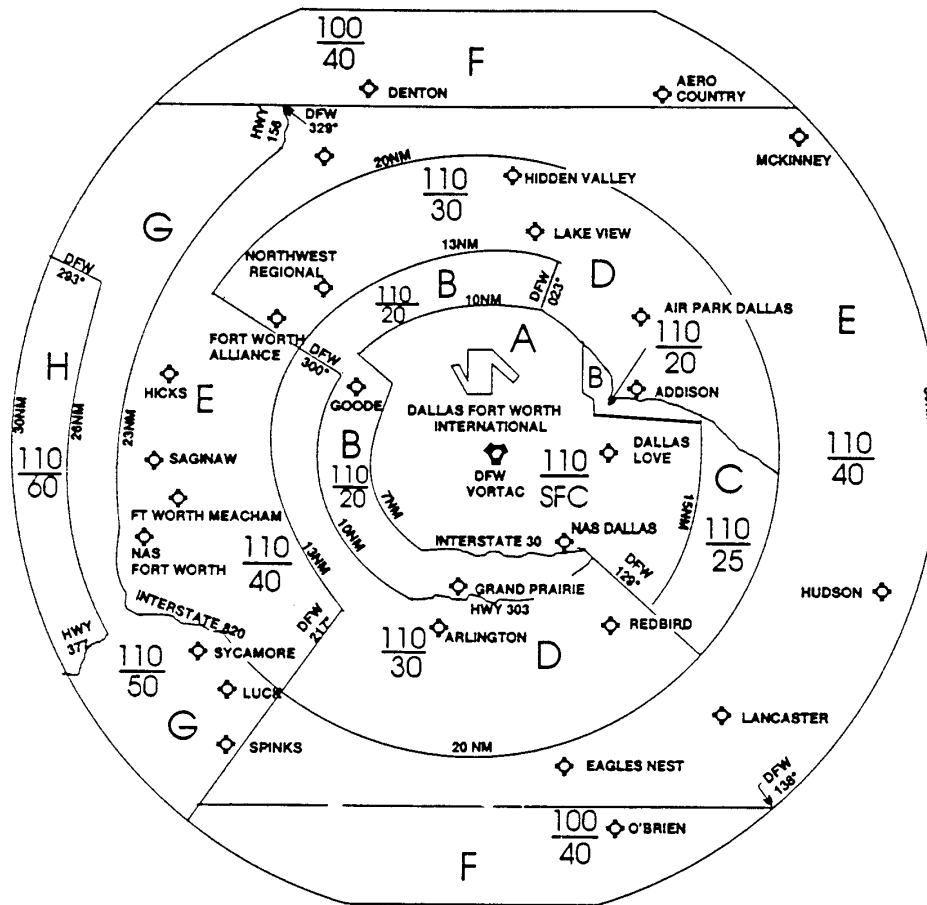 100
40
F
DENTON
AERO
COUNTRY
HWY
156
DFW
329°
MCKINNEY
20NM
110
30
HIDDEN VALLEY
G
LAKE VIEW
13NM
NORTHWEST
REGIONAL
DFW
293°
B
D
DFW
023°
110
20
10NM
AIR PARK DALLAS
E
A
FORT WORTH
ALLIANCE
110
20
DFW
300°
H
HICKS
E
GOODE
B
ADDISON
DALLAS FORT WORTH
INTERNATIONAL
30NM
26NM
23NM
110
60
SAGINAW
B
110
20
DFW
VORTAC
110
SFC
DALLAS
LOVE
C
110
40
7NM
15NM
FT WORTH MEACHAM
NAS
FORT WORTH
110
40
13NM
10NM
INTERSTATE 30
NAS DALLAS
110
25
DFW
129°
HUDSON
GRAND PRAIRIE
HWY 303
INTERSTATE 820
DFW
217°
HWY
377
110
50
SYCAMORE
110
30
ARLINGTON
D
REDBIRD
LUCK
G
LANCASTER
SPINKS
20 NM
EAGLES NEST
DFW
138°
100
40
O'BRIEN
F